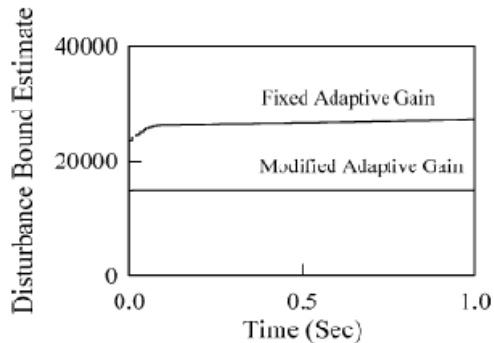 Disturbance Bound Estimate
40000
Fixed Adaptive Gain
20000
Modified Adaptive Gain
0
0.0 0.5 1.0
Time (Sec)